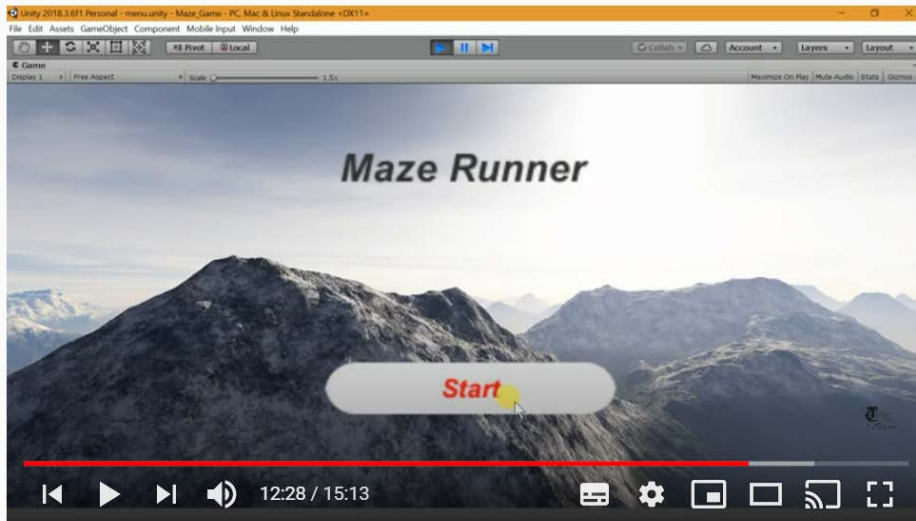 Unity 2018.3.6f1 Personal - menu.unity - Maze_Game - PC, Mac & Linux Standalone <DX11>
File Edit Assets GameObject Component Mobile Input Window Help
Pivot Local Collab Account Layers Layout
Game
Display 1 Free Aspect Scale 1.5x Maximize On Play Mute Audio Stats Gizmos
Maze Runner
Start
12:28 / 15:13